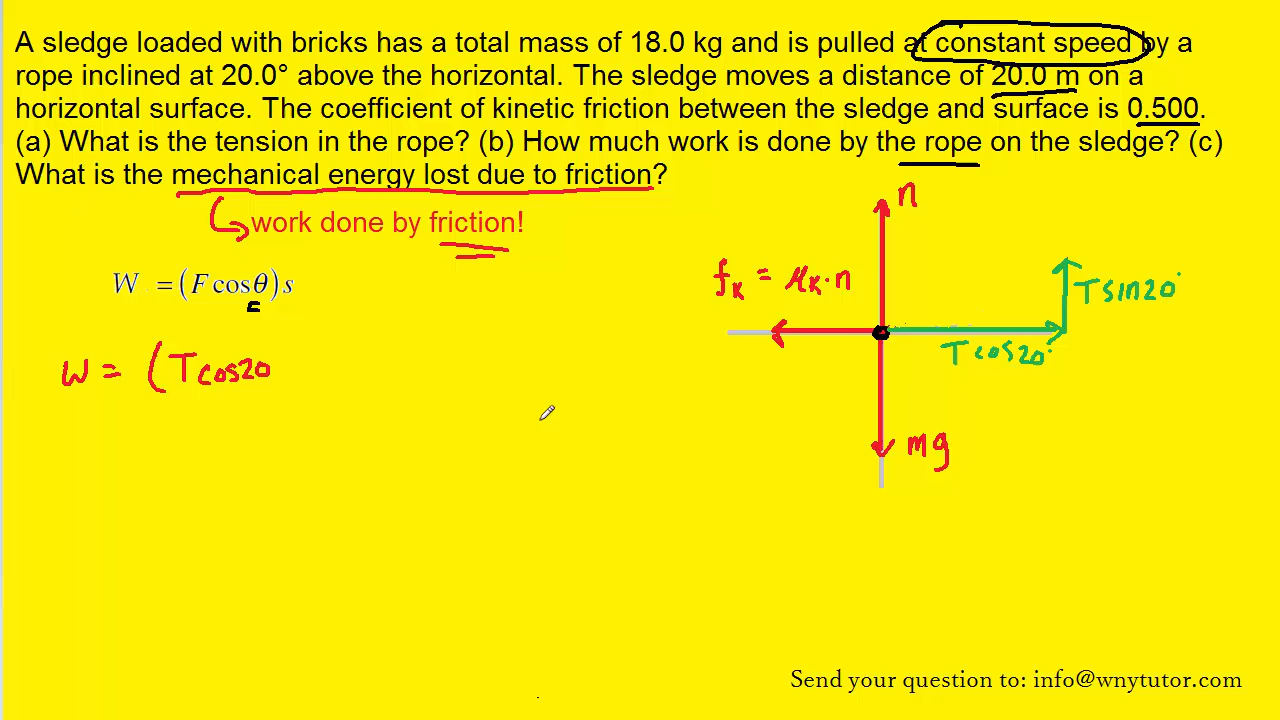 A sledge loaded with bricks has a total mass of 18.0 kg and is pulled at constant speed by a
rope inclined at 20.0° above the horizontal. The sledge moves a distance of 20.0 m on a
horizontal surface. The coefficient of kinetic friction between the sledge and surface is 0.500.
(a) What is the tension in the rope? (b) How much work is done by the rope on the sledge? (c)
What is the mechanical energy lost due to friction?
work done by friction!
n
fₖ = μₖ·n
W = (F cosθ) s
T sin20°
T cos20°
W = (T cos20
mg
Send your question to: info@wnytutor.com